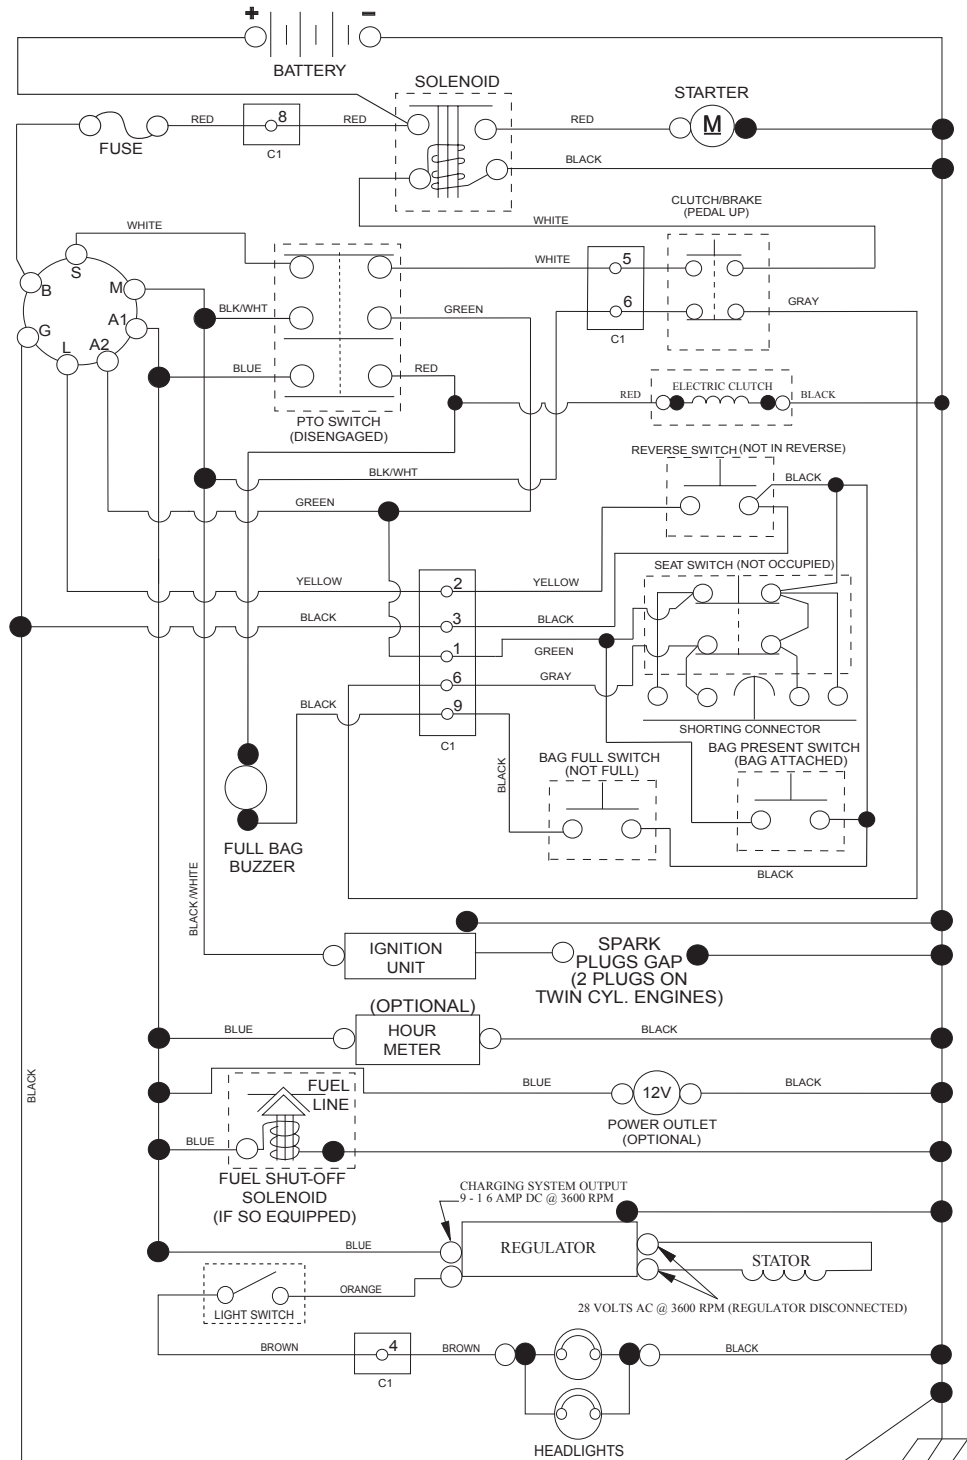 + −
BATTERY
SOLENOID
STARTER
M
RED
8
RED
RED
FUSE
C1
BLACK
CLUTCH/BRAKE
(PEDAL UP)
WHITE
WHITE
S
B
M
G
A1
L
A2
WHITE
5
BLK/WHT
GREEN
6
GRAY
C1
BLUE
RED
PTO SWITCH
(DISENGAGED)
ELECTRIC CLUTCH
RED
BLACK
REVERSE SWITCH (NOT IN REVERSE)
BLK/WHT
BLACK
GREEN
SEAT SWITCH (NOT OCCUPIED)
YELLOW
2
YELLOW
BLACK
3
BLACK
1
GREEN
6
GRAY
BLACK
9
C1
SHORTING CONNECTOR
BAG FULL SWITCH
(NOT FULL)
BAG PRESENT SWITCH
(BAG ATTACHED)
BLACK
FULL BAG
BUZZER
BLACK
BLACK/WHITE
IGNITION
UNIT
SPARK
PLUGS GAP
(2 PLUGS ON
TWIN CYL. ENGINES)
(OPTIONAL)
HOUR
METER
BLUE
BLACK
BLACK
BLUE
12V
BLACK
POWER OUTLET
(OPTIONAL)
FUEL
LINE
BLUE
FUEL SHUT-OFF
SOLENOID
(IF SO EQUIPPED)
CHARGING SYSTEM OUTPUT
9 - 1 6 AMP DC @ 3600 RPM
BLUE
REGULATOR
STATOR
ORANGE
LIGHT SWITCH
28 VOLTS AC @ 3600 RPM (REGULATOR DISCONNECTED)
BROWN
4
BROWN
BLACK
C1
HEADLIGHTS